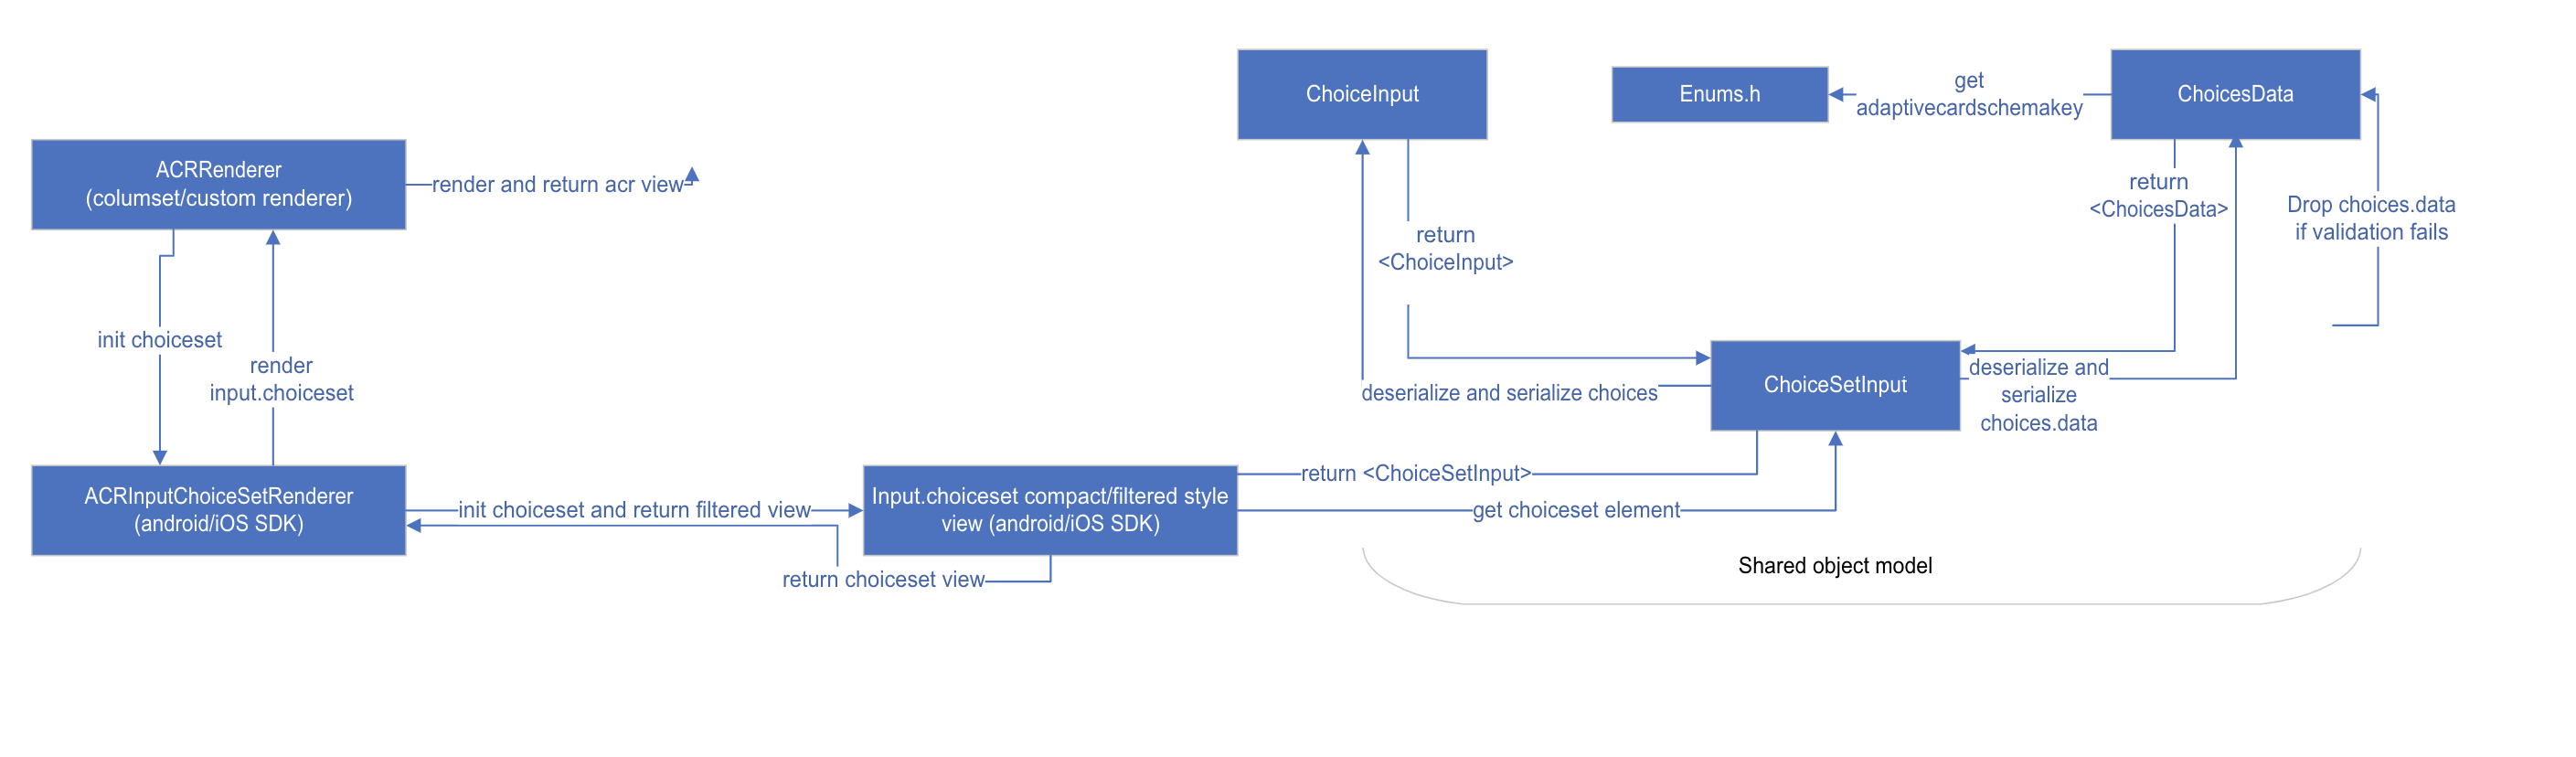 ChoiceInput
Enums.h
get
adaptivecardschemakey
ChoicesData
ACRRenderer
(columset/custom renderer)
render and return acr view
return
<ChoicesData>
Drop choices.data
if validation fails
return
<ChoiceInput>
init choiceset
render
input.choiceset
deserialize and serialize choices
ChoiceSetInput
deserialize and
serialize
choices.data
ACRInputChoiceSetRenderer
(android/iOS SDK)
init choiceset and return filtered view
Input.choiceset compact/filtered style
view (android/iOS SDK)
return <ChoiceSetInput>
get choiceset element
return choiceset view
Shared object model